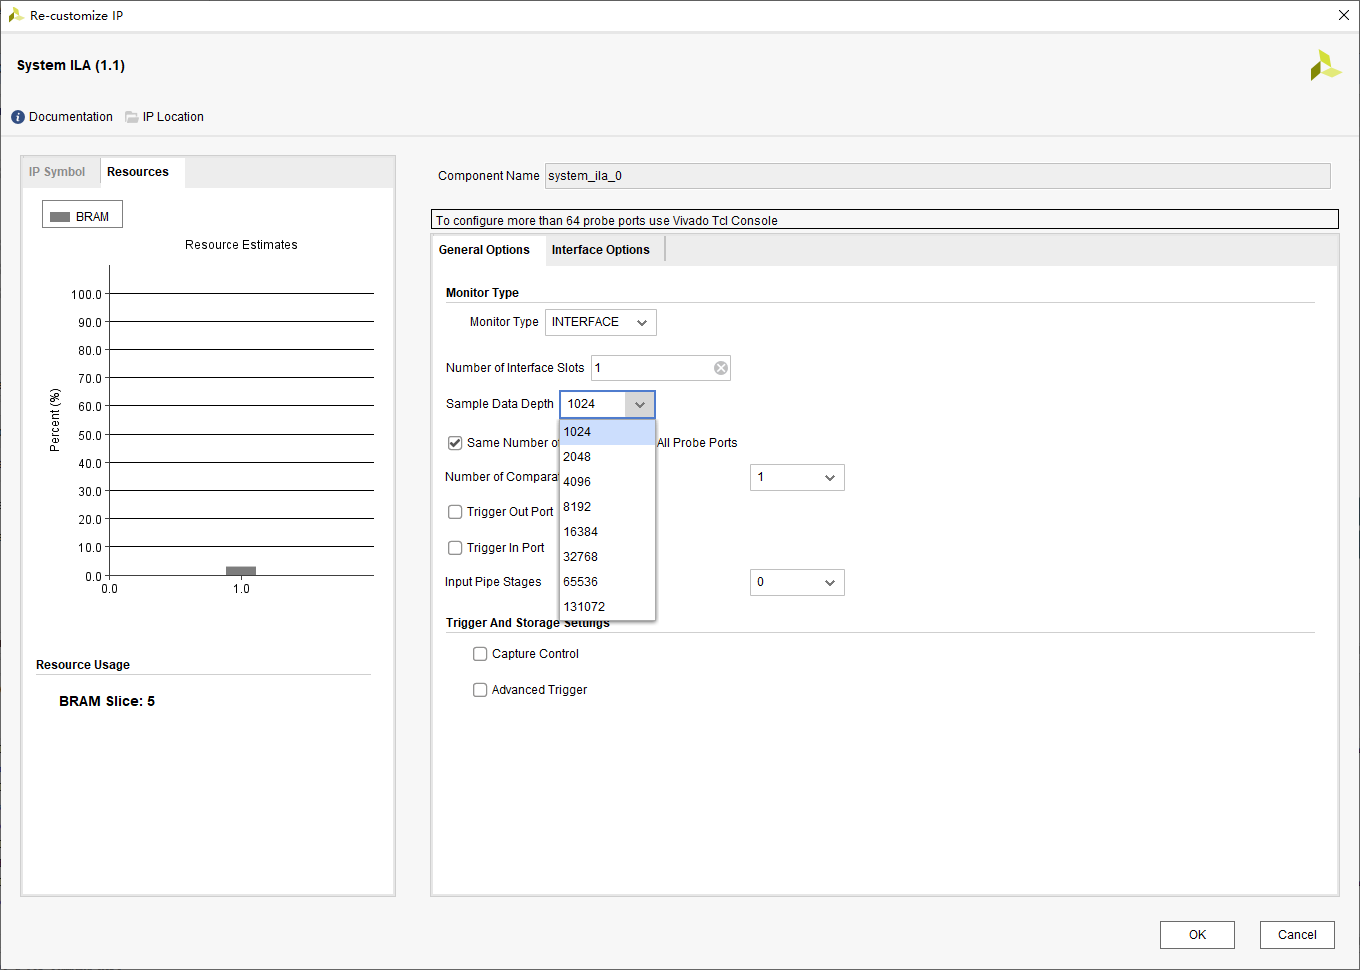 Re-customize IP
System ILA (1.1)
Documentation IP Location
IP Symbol Resources
BRAM
Resource Estimates
100.0
90.0
80.0
70.0
60.0
50.0
40.0
30.0
20.0
10.0
0.0
0.0 1.0
Percent (%)
Resource Usage
BRAM Slice: 5
Component Name system_ila_0
To configure more than 64 probe ports use Vivado Tcl Console
General Options Interface Options
Monitor Type
Monitor Type INTERFACE
Number of Interface Slots 1
Sample Data Depth 1024
1024
2048
4096
8192
16384
32768
65536
131072
Same Number of All Probe Ports
Number of Compara 1
Trigger Out Port
Trigger In Port
Input Pipe Stages 0
Trigger And Storage Settings
Capture Control
Advanced Trigger
OK Cancel